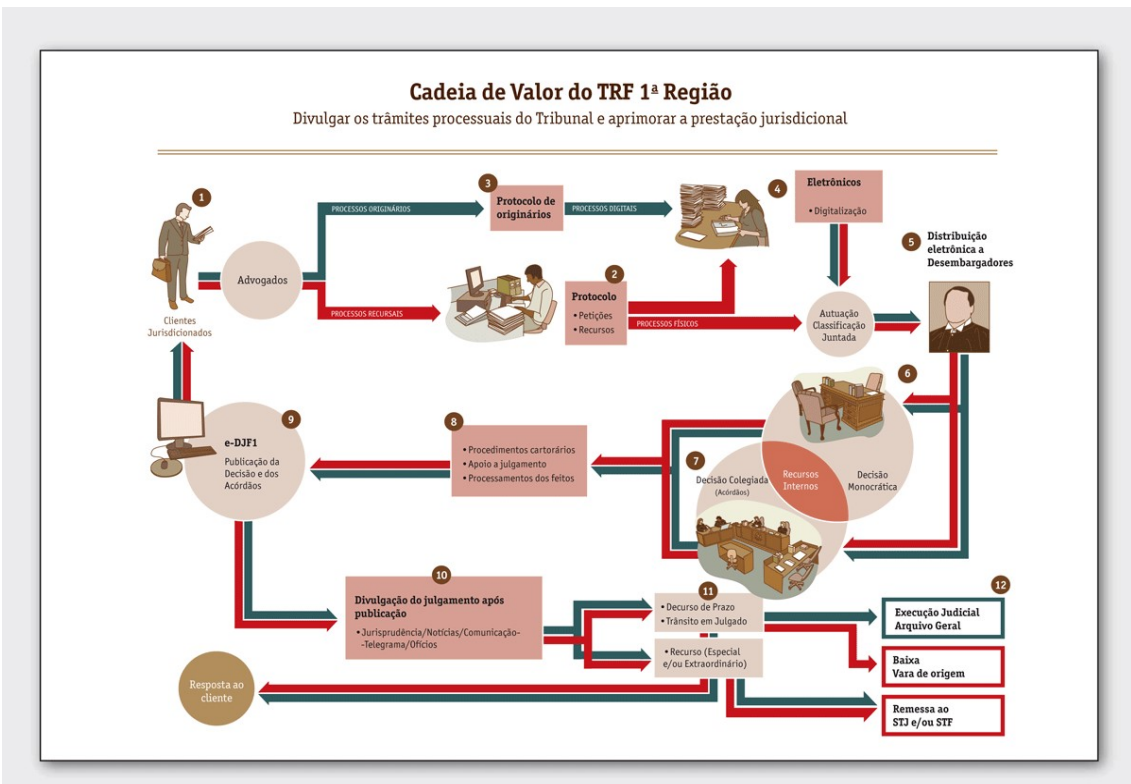 Cadeia de Valor do TRF 1ª Região
Divulgar os trâmites processuais do Tribunal e aprimorar a prestação jurisdicional
1
Clientes
Jurisdicionados
Advogados
PROCESSOS ORIGINÁRIOS
PROCESSOS RECURSAIS
3
Protocolo de
originários
PROCESSOS DIGITAIS
2
Protocolo
• Petições
• Recursos
PROCESSOS FÍSICOS
4
Eletrônicos
• Digitalização
Autuação
Classificação
Juntada
5
Distribuição
eletrônica a
Desembargadores
6
Decisão
Monocrática
Recursos
Internos
7
Decisão Colegiada
(Acórdãos)
8
• Procedimentos cartorários
• Apoio a julgamento
• Processamentos dos feitos
9
e-DJF1
Publicação da
Decisão e dos
Acórdãos
10
Divulgação do julgamento após
publicação
• Jurisprudência/Notícias/Comunicação-
-Telegrama/Ofícios
11
• Decurso de Prazo
• Trânsito em Julgado
• Recurso (Especial
e/ou Extraordinário)
12
Execução Judicial
Arquivo Geral
Baixa
Vara de origem
Remessa ao
STJ e/ou STF
Resposta ao
cliente